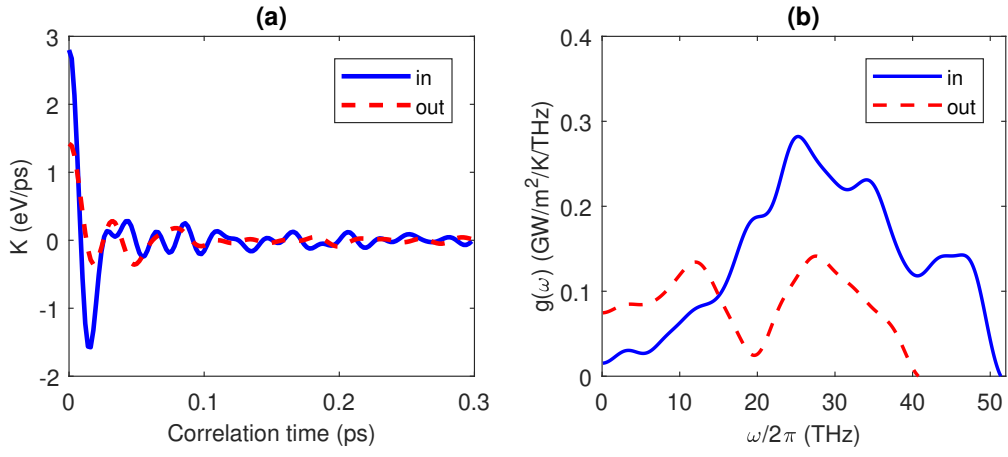 (a)
K (eV/ps)
3
2
1
0
-1
-2
in
out
0
0.1
0.2
0.3
Correlation time (ps)
(b)
g(ω) (GW/m²/K/THz)
0.4
0.3
0.2
0.1
0
in
out
0
10
20
30
40
50
ω/2π (THz)